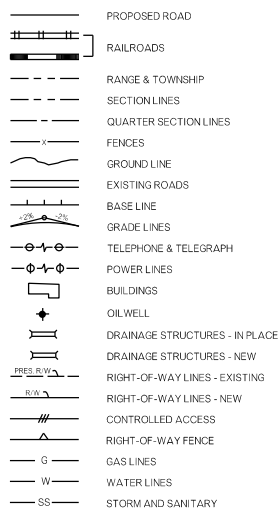 PROPOSED ROAD
RAILROADS
RANGE & TOWNSHIP
SECTION LINES
QUARTER SECTION LINES
X FENCES
GROUND LINE
EXISTING ROADS
BASE LINE
+2% -2% GRADE LINES
TELEPHONE & TELEGRAPH
POWER LINES
BUILDINGS
OILWELL
DRAINAGE STRUCTURES - IN PLACE
DRAINAGE STRUCTURES - NEW
PRES. R/W RIGHT-OF-WAY LINES - EXISTING
R/W RIGHT-OF-WAY LINES - NEW
CONTROLLED ACCESS
RIGHT-OF-WAY FENCE
G GAS LINES
W WATER LINES
SS STORM AND SANITARY